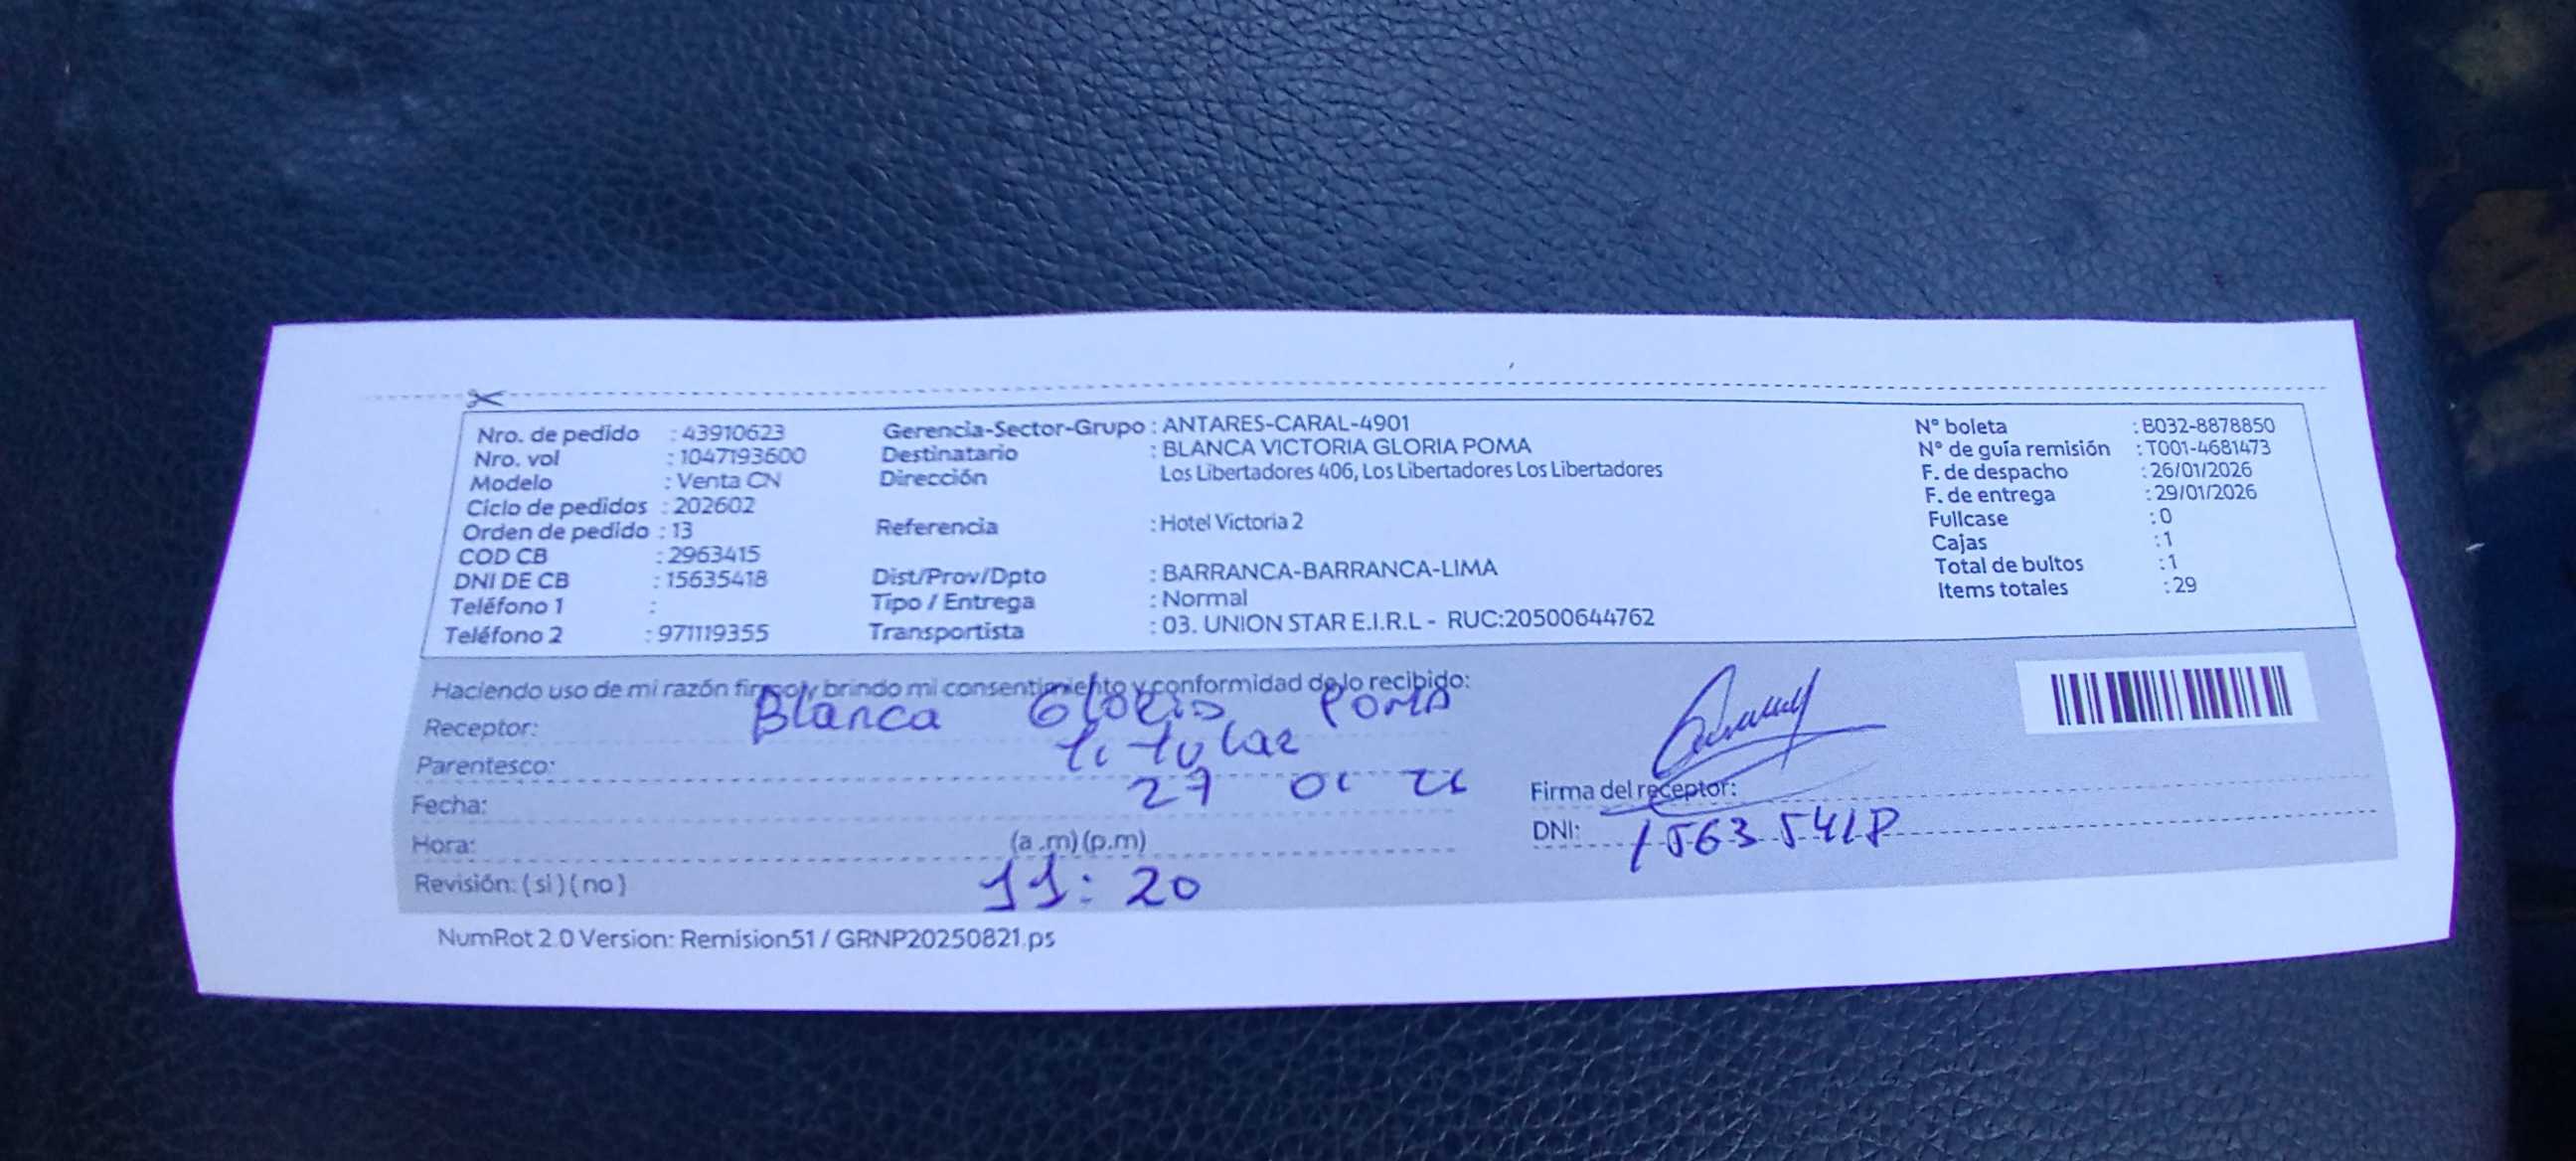 Nro. de pedido : 43910623
Nro. vol : 1047193600
Modelo : Venta CN
Ciclo de pedidos : 202602
Orden de pedido : 13
COD CB : 2963415
DNI DE CB : 15635418
Teléfono 1 :
Teléfono 2 : 971119355
Gerencia-Sector-Grupo : ANTARES-CARAL-4901
Destinatario : BLANCA VICTORIA GLORIA POMA
Dirección Los Libertadores 406, Los Libertadores Los Libertadores
Referencia : Hotel Victoria 2
Dist/Prov/Dpto : BARRANCA-BARRANCA-LIMA
Tipo / Entrega : Normal
Transportista : 03. UNION STAR E.I.R.L - RUC:20500644762
N° boleta : B032-8878850
N° de guía remisión : T001-4681473
F. de despacho : 26/01/2026
F. de entrega : 29/01/2026
Fullcase : 0
Cajas : 1
Total de bultos : 1
Items totales : 29
Haciendo uso de mi razón firmo y brindo mi consentimiento y conformidad de lo recibido:
Receptor: Blanca Gloria Poma
Parentesco: titular
Fecha: 27 01 26
Hora: (a .m) (p.m)
Revisión: ( si ) ( no ) 11: 20
Firma del receptor:
DNI: 15635418
NumRot 2.0 Version: Remision51 / GRNP20250821.ps